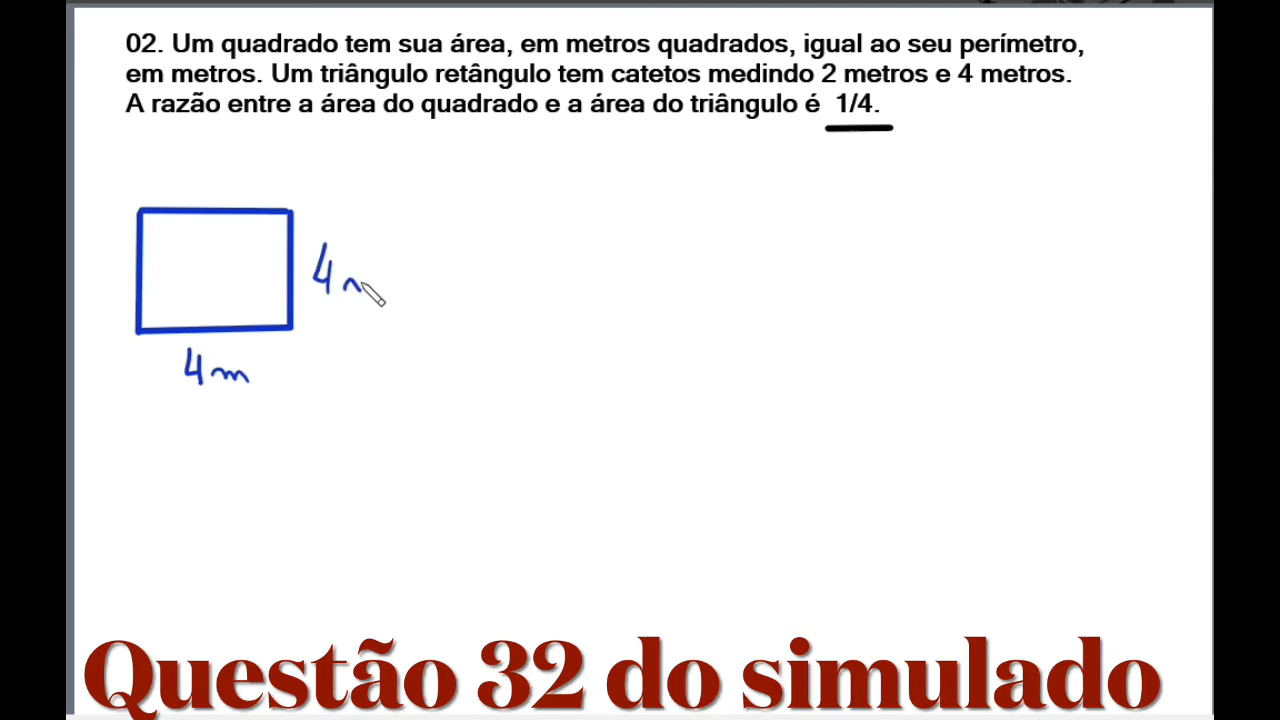 02. Um quadrado tem sua área, em metros quadrados, igual ao seu perímetro,
em metros. Um triângulo retângulo tem catetos medindo 2 metros e 4 metros.
A razão entre a área do quadrado e a área do triângulo é 1/4.
4
4 m
Questão 32 do simulado